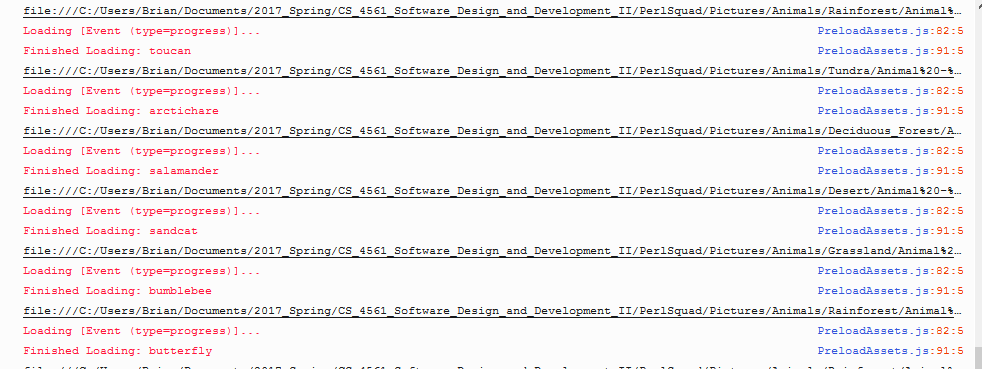 file:///C:/Users/Brian/Documents/2017_Spring/CS_4561_Software_Design_and_Development_II/PerlSquad/Pictures/Animals/Rainforest/Animal%…
Loading [Event (type=progress)]... PreloadAssets.js:82:5
Finished Loading: toucan PreloadAssets.js:91:5
file:///C:/Users/Brian/Documents/2017_Spring/CS_4561_Software_Design_and_Development_II/PerlSquad/Pictures/Animals/Tundra/Animal%20-%…
Loading [Event (type=progress)]... PreloadAssets.js:82:5
Finished Loading: arctichare PreloadAssets.js:91:5
file:///C:/Users/Brian/Documents/2017_Spring/CS_4561_Software_Design_and_Development_II/PerlSquad/Pictures/Animals/Deciduous_Forest/A…
Loading [Event (type=progress)]... PreloadAssets.js:82:5
Finished Loading: salamander PreloadAssets.js:91:5
file:///C:/Users/Brian/Documents/2017_Spring/CS_4561_Software_Design_and_Development_II/PerlSquad/Pictures/Animals/Desert/Animal%20-%…
Loading [Event (type=progress)]... PreloadAssets.js:82:5
Finished Loading: sandcat PreloadAssets.js:91:5
file:///C:/Users/Brian/Documents/2017_Spring/CS_4561_Software_Design_and_Development_II/PerlSquad/Pictures/Animals/Grassland/Animal%2…
Loading [Event (type=progress)]... PreloadAssets.js:82:5
Finished Loading: bumblebee PreloadAssets.js:91:5
file:///C:/Users/Brian/Documents/2017_Spring/CS_4561_Software_Design_and_Development_II/PerlSquad/Pictures/Animals/Rainforest/Animal%…
Loading [Event (type=progress)]... PreloadAssets.js:82:5
Finished Loading: butterfly PreloadAssets.js:91:5